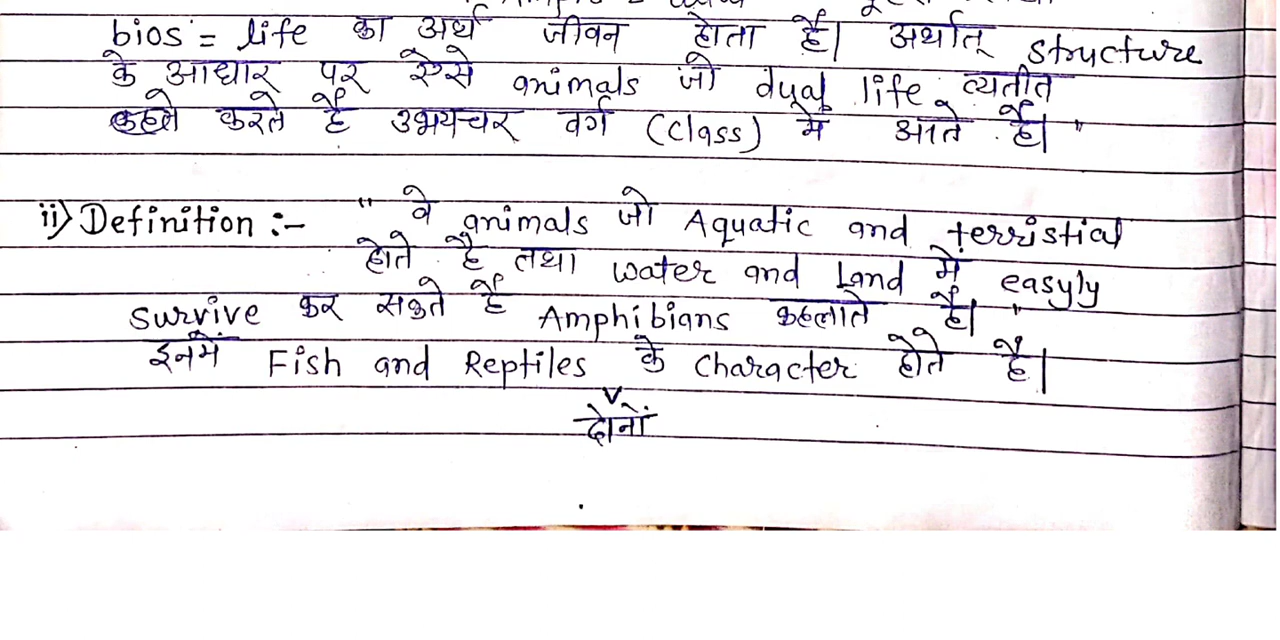 bios = life का अर्थ जीवन होता है। अर्थात् structure
के आधार पर ऐसे animals जो dual life व्यतीत
करते है उभयचर वर्ग (class) में आते है। "
ii) Definition :- " वे animals जो Aquatic and terristial
होते है तथा water and Land में easyly
survive कर सकते है Amphibians कहलाते है। "
इनमें Fish and Reptiles के character होते है।
दोनों